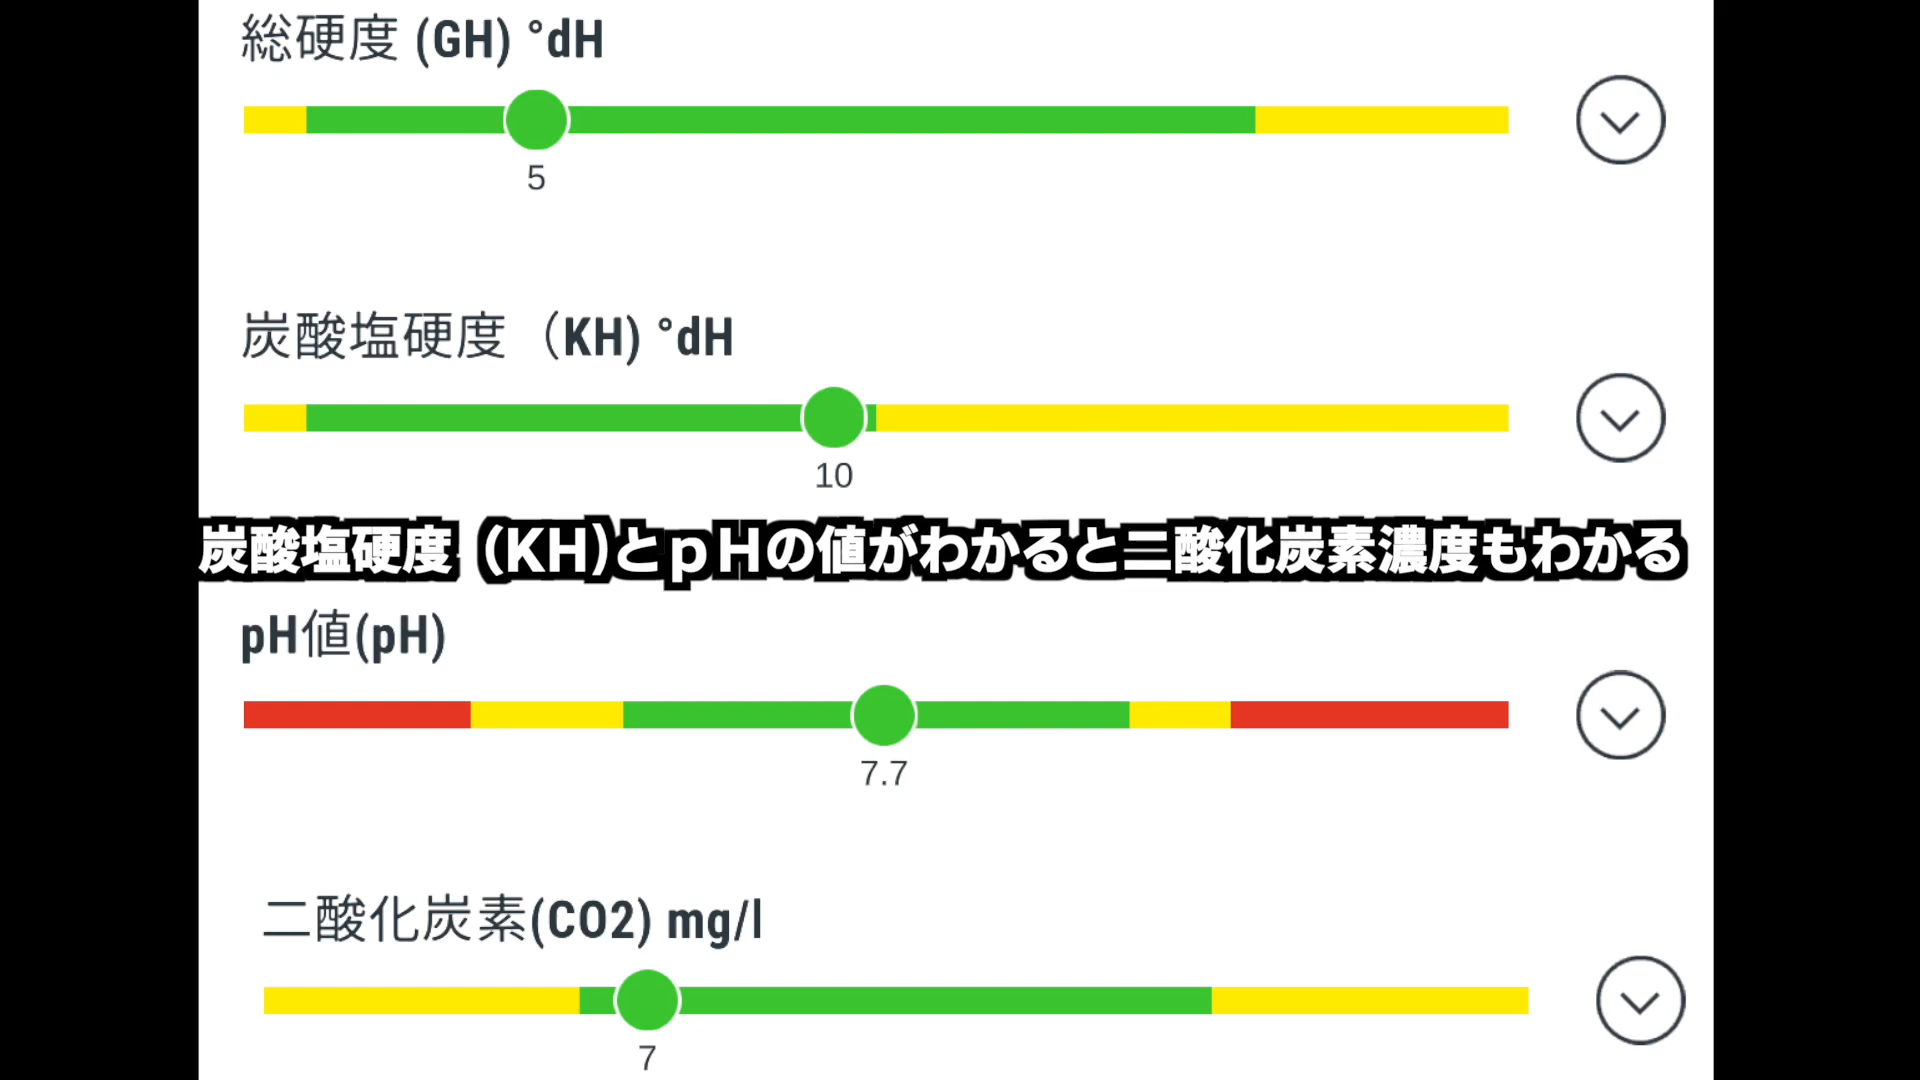 総硬度 (GH) °dH
5
炭酸塩硬度（KH) °dH
10
炭酸塩硬度（KH)とｐＨの値がわかると二酸化炭素濃度もわかる
pH値(pH)
7.7
二酸化炭素(CO2) mg/l
7